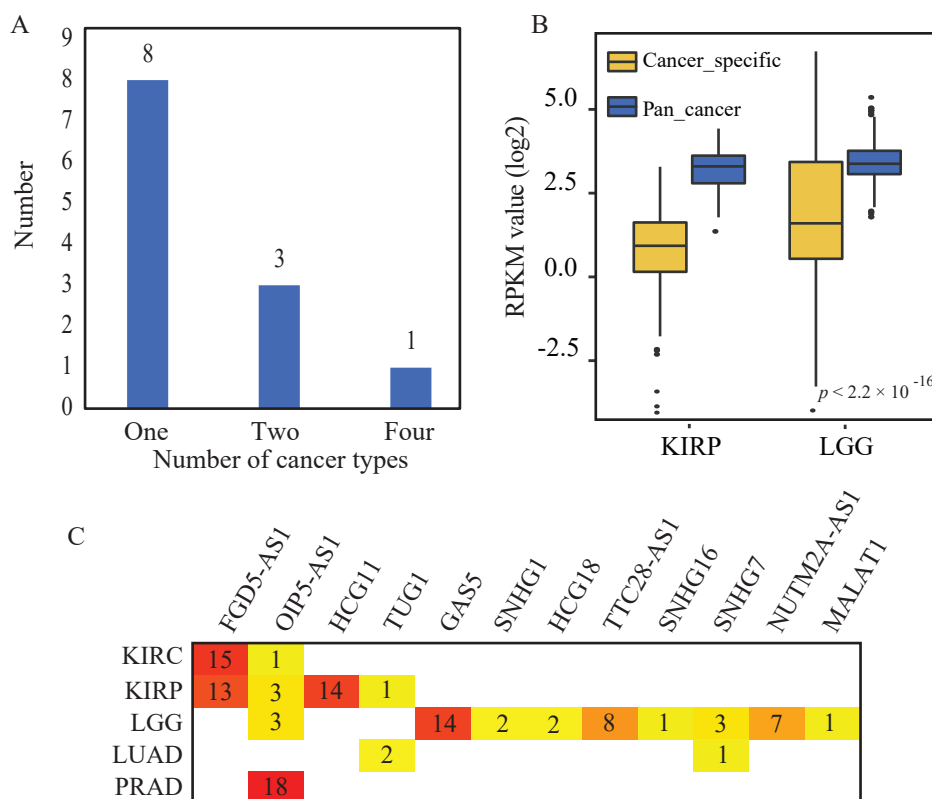 A
9
8
7
6
5
4
3
2
1
0
Number
8
3
1
One Two Four
Number of cancer types
B
Cancer_specific
Pan_cancer
5.0
2.5
0.0
-2.5
RPKM value (log2)
p < 2.2 × 10 -16
KIRP LGG
C
FGD5-AS1 OIP5-AS1 HCG11 TUG1 GAS5 SNHG1 HCG18 TTC28-AS1 SNHG16 SNHG7 NUTM2A-AS1 MALAT1
KIRC 15 1
KIRP 13 3 14 1
LGG 3 14 2 2 8 1 3 7 1
LUAD 2 1
PRAD 18